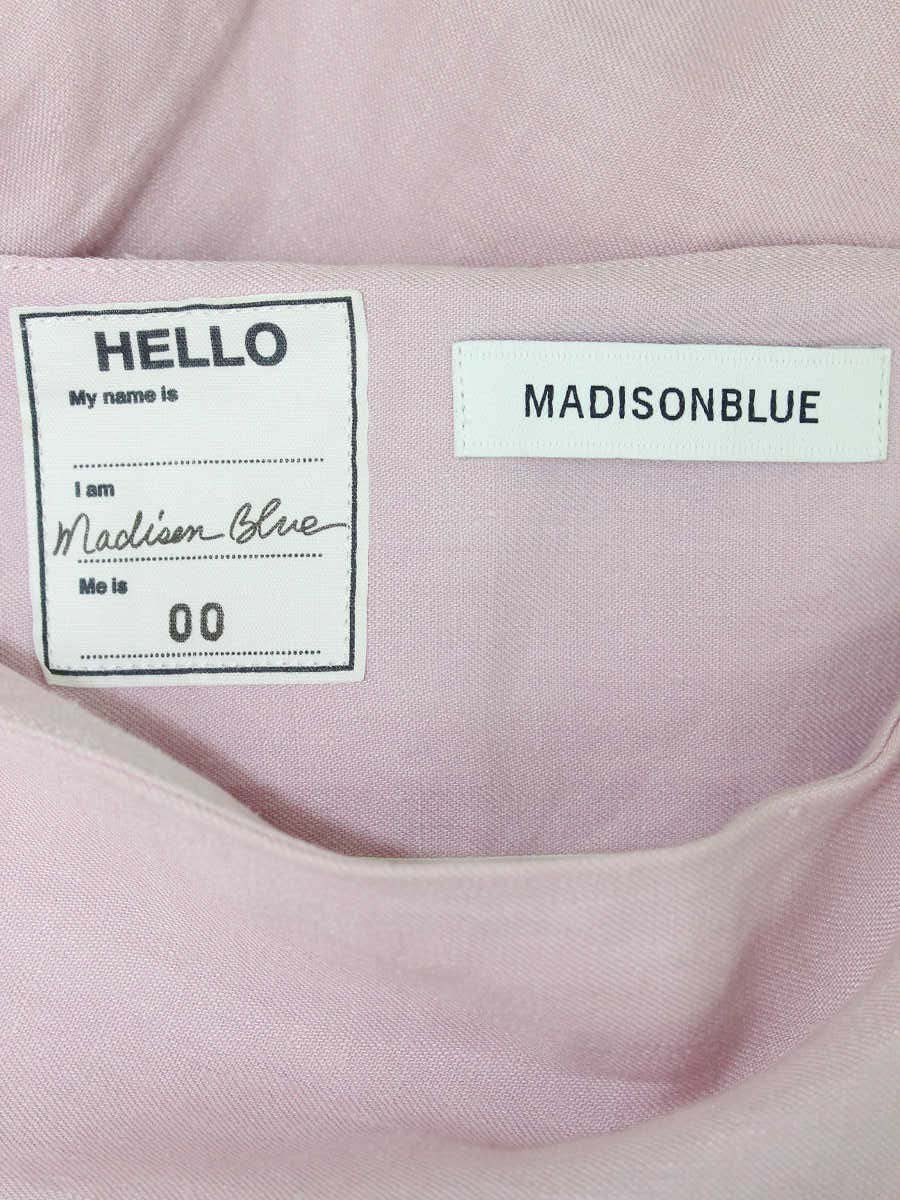 HELLO
My name is
I am
Madison Blue
Me is
00
MADISONBLUE